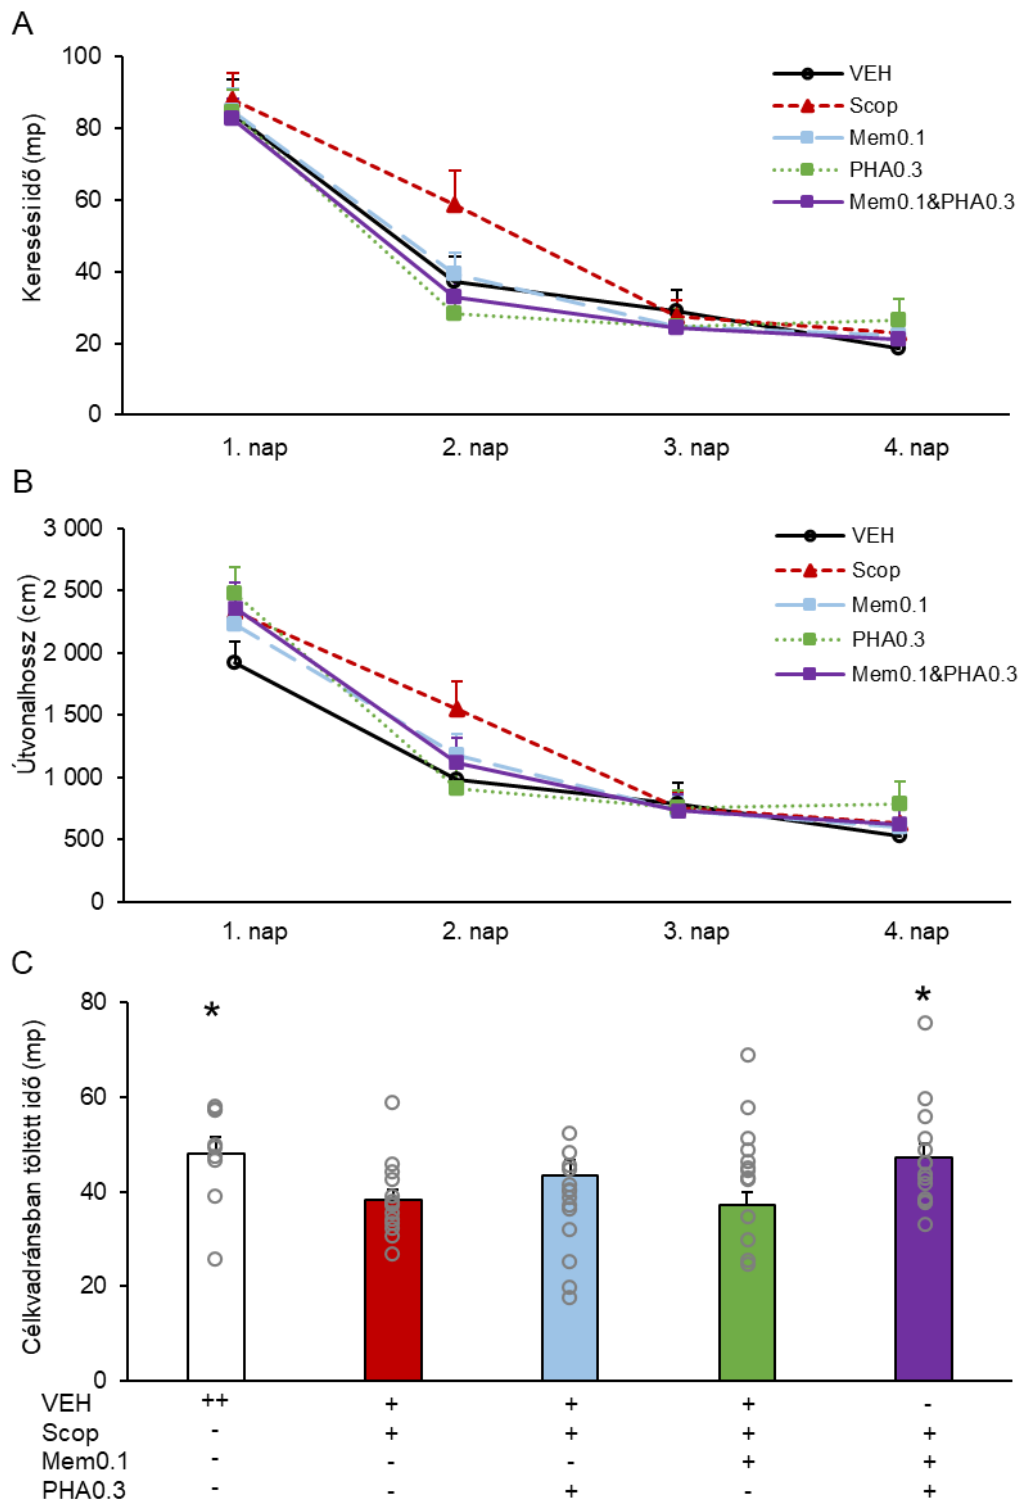 A
Keresési idő (mp)
100
80
60
40
20
0
VEH
Scop
Mem0.1
PHA0.3
Mem0.1&PHA0.3
1. nap 2. nap 3. nap 4. nap
B
Útvonalhossz (cm)
3 000
2 500
2 000
1 500
1 000
500
0
VEH
Scop
Mem0.1
PHA0.3
Mem0.1&PHA0.3
1. nap 2. nap 3. nap 4. nap
C
Célkvadránsban töltött idő (mp)
80
60
40
20
0
* *
VEH ++ + + + -
Scop - + + + +
Mem0.1 - - - + +
PHA0.3 - - + - +